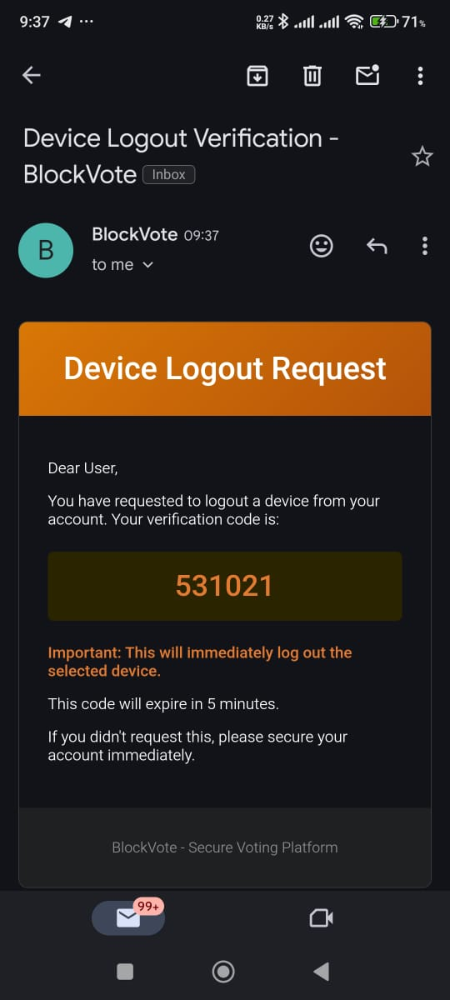 9:37 ... 0.27 KB/s 71%
Device Logout Verification -
BlockVote Inbox
B
BlockVote 09:37
to me
Device Logout Request
Dear User,
You have requested to logout a device from your
account. Your verification code is:
531021
Important: This will immediately log out the
selected device.
This code will expire in 5 minutes.
If you didn't request this, please secure your
account immediately.
BlockVote - Secure Voting Platform
99+